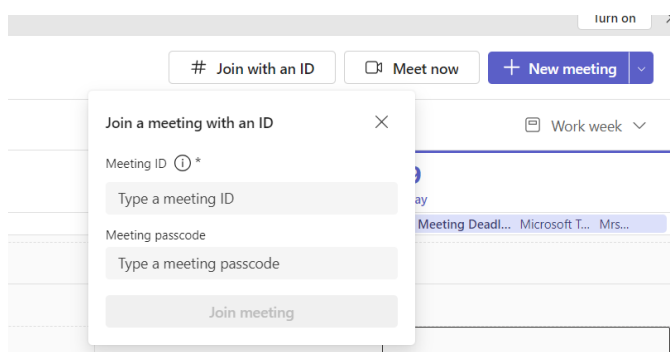 Turn on
# Join with an ID
Meet now
+ New meeting
Join a meeting with an ID
Work week
Meeting ID *
Type a meeting ID
ay
Meeting Deadl... Microsoft T... Mrs...
Meeting passcode
Type a meeting passcode
Join meeting